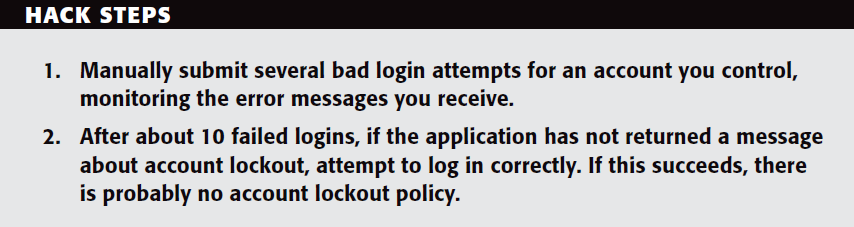 HACK STEPS
1. Manually submit several bad login attempts for an account you control,
monitoring the error messages you receive.
2. After about 10 failed logins, if the application has not returned a message
about account lockout, attempt to log in correctly. If this succeeds, there
is probably no account lockout policy.